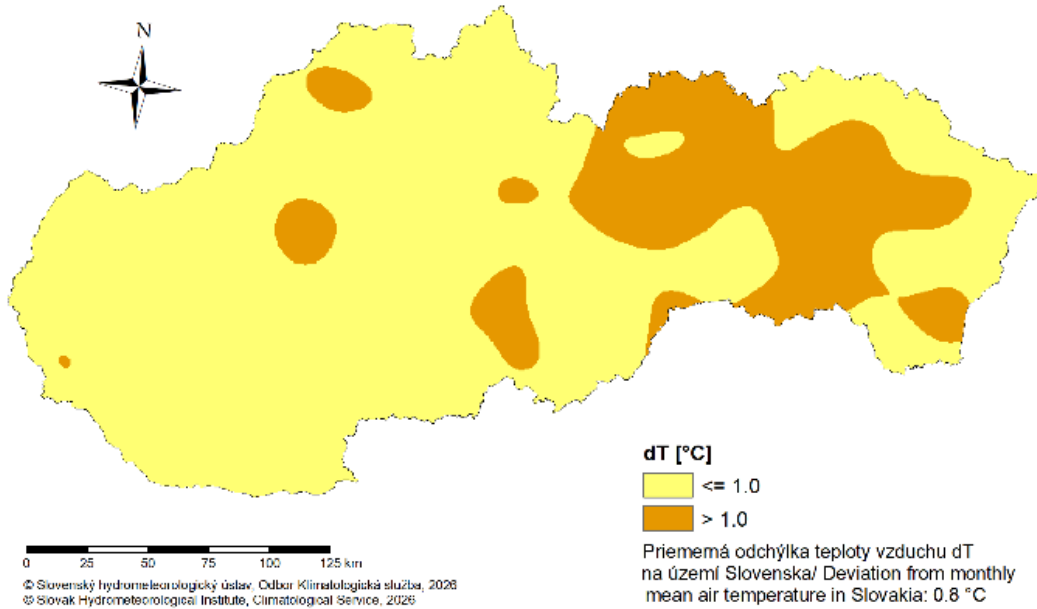 N
dT [°C]
<= 1.0
> 1.0
0 25 50 75 100 125 km
Priemerná odchýlka teploty vzduchu dT
na území Slovenska/ Deviation from monthly
mean air temperature in Slovakia: 0.8 °C
© Slovenský hydrometeorologický ústav, Odbor Klimatologická služba, 2026
© Slovak Hydrometeorological Institute, Climatological Service, 2026